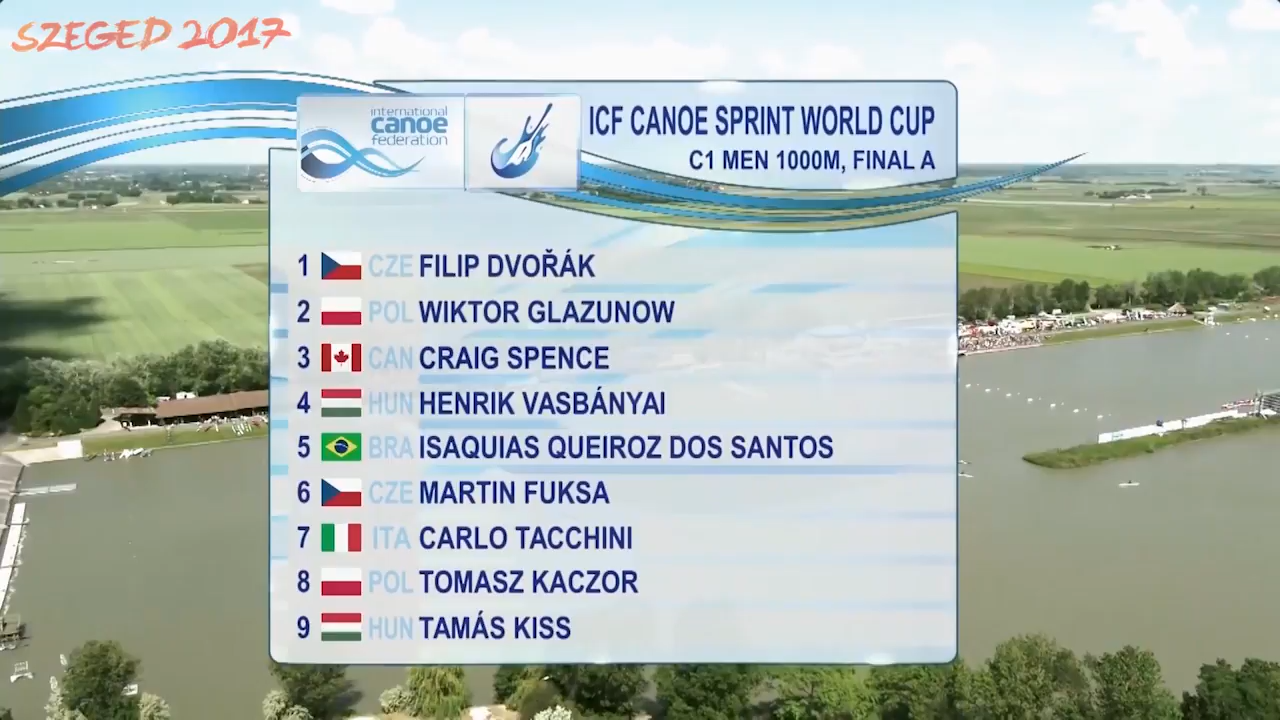 SZEGED 2017
international
canoe
federation
ICF CANOE SPRINT WORLD CUP
C1 MEN 1000M, FINAL A
1 CZE FILIP DVOŘÁK
2 POL WIKTOR GLAZUNOW
3 CAN CRAIG SPENCE
4 HUN HENRIK VASBÁNYAI
5 BRA ISAQUIAS QUEIROZ DOS SANTOS
6 CZE MARTIN FUKSA
7 ITA CARLO TACCHINI
8 POL TOMASZ KACZOR
9 HUN TAMÁS KISS